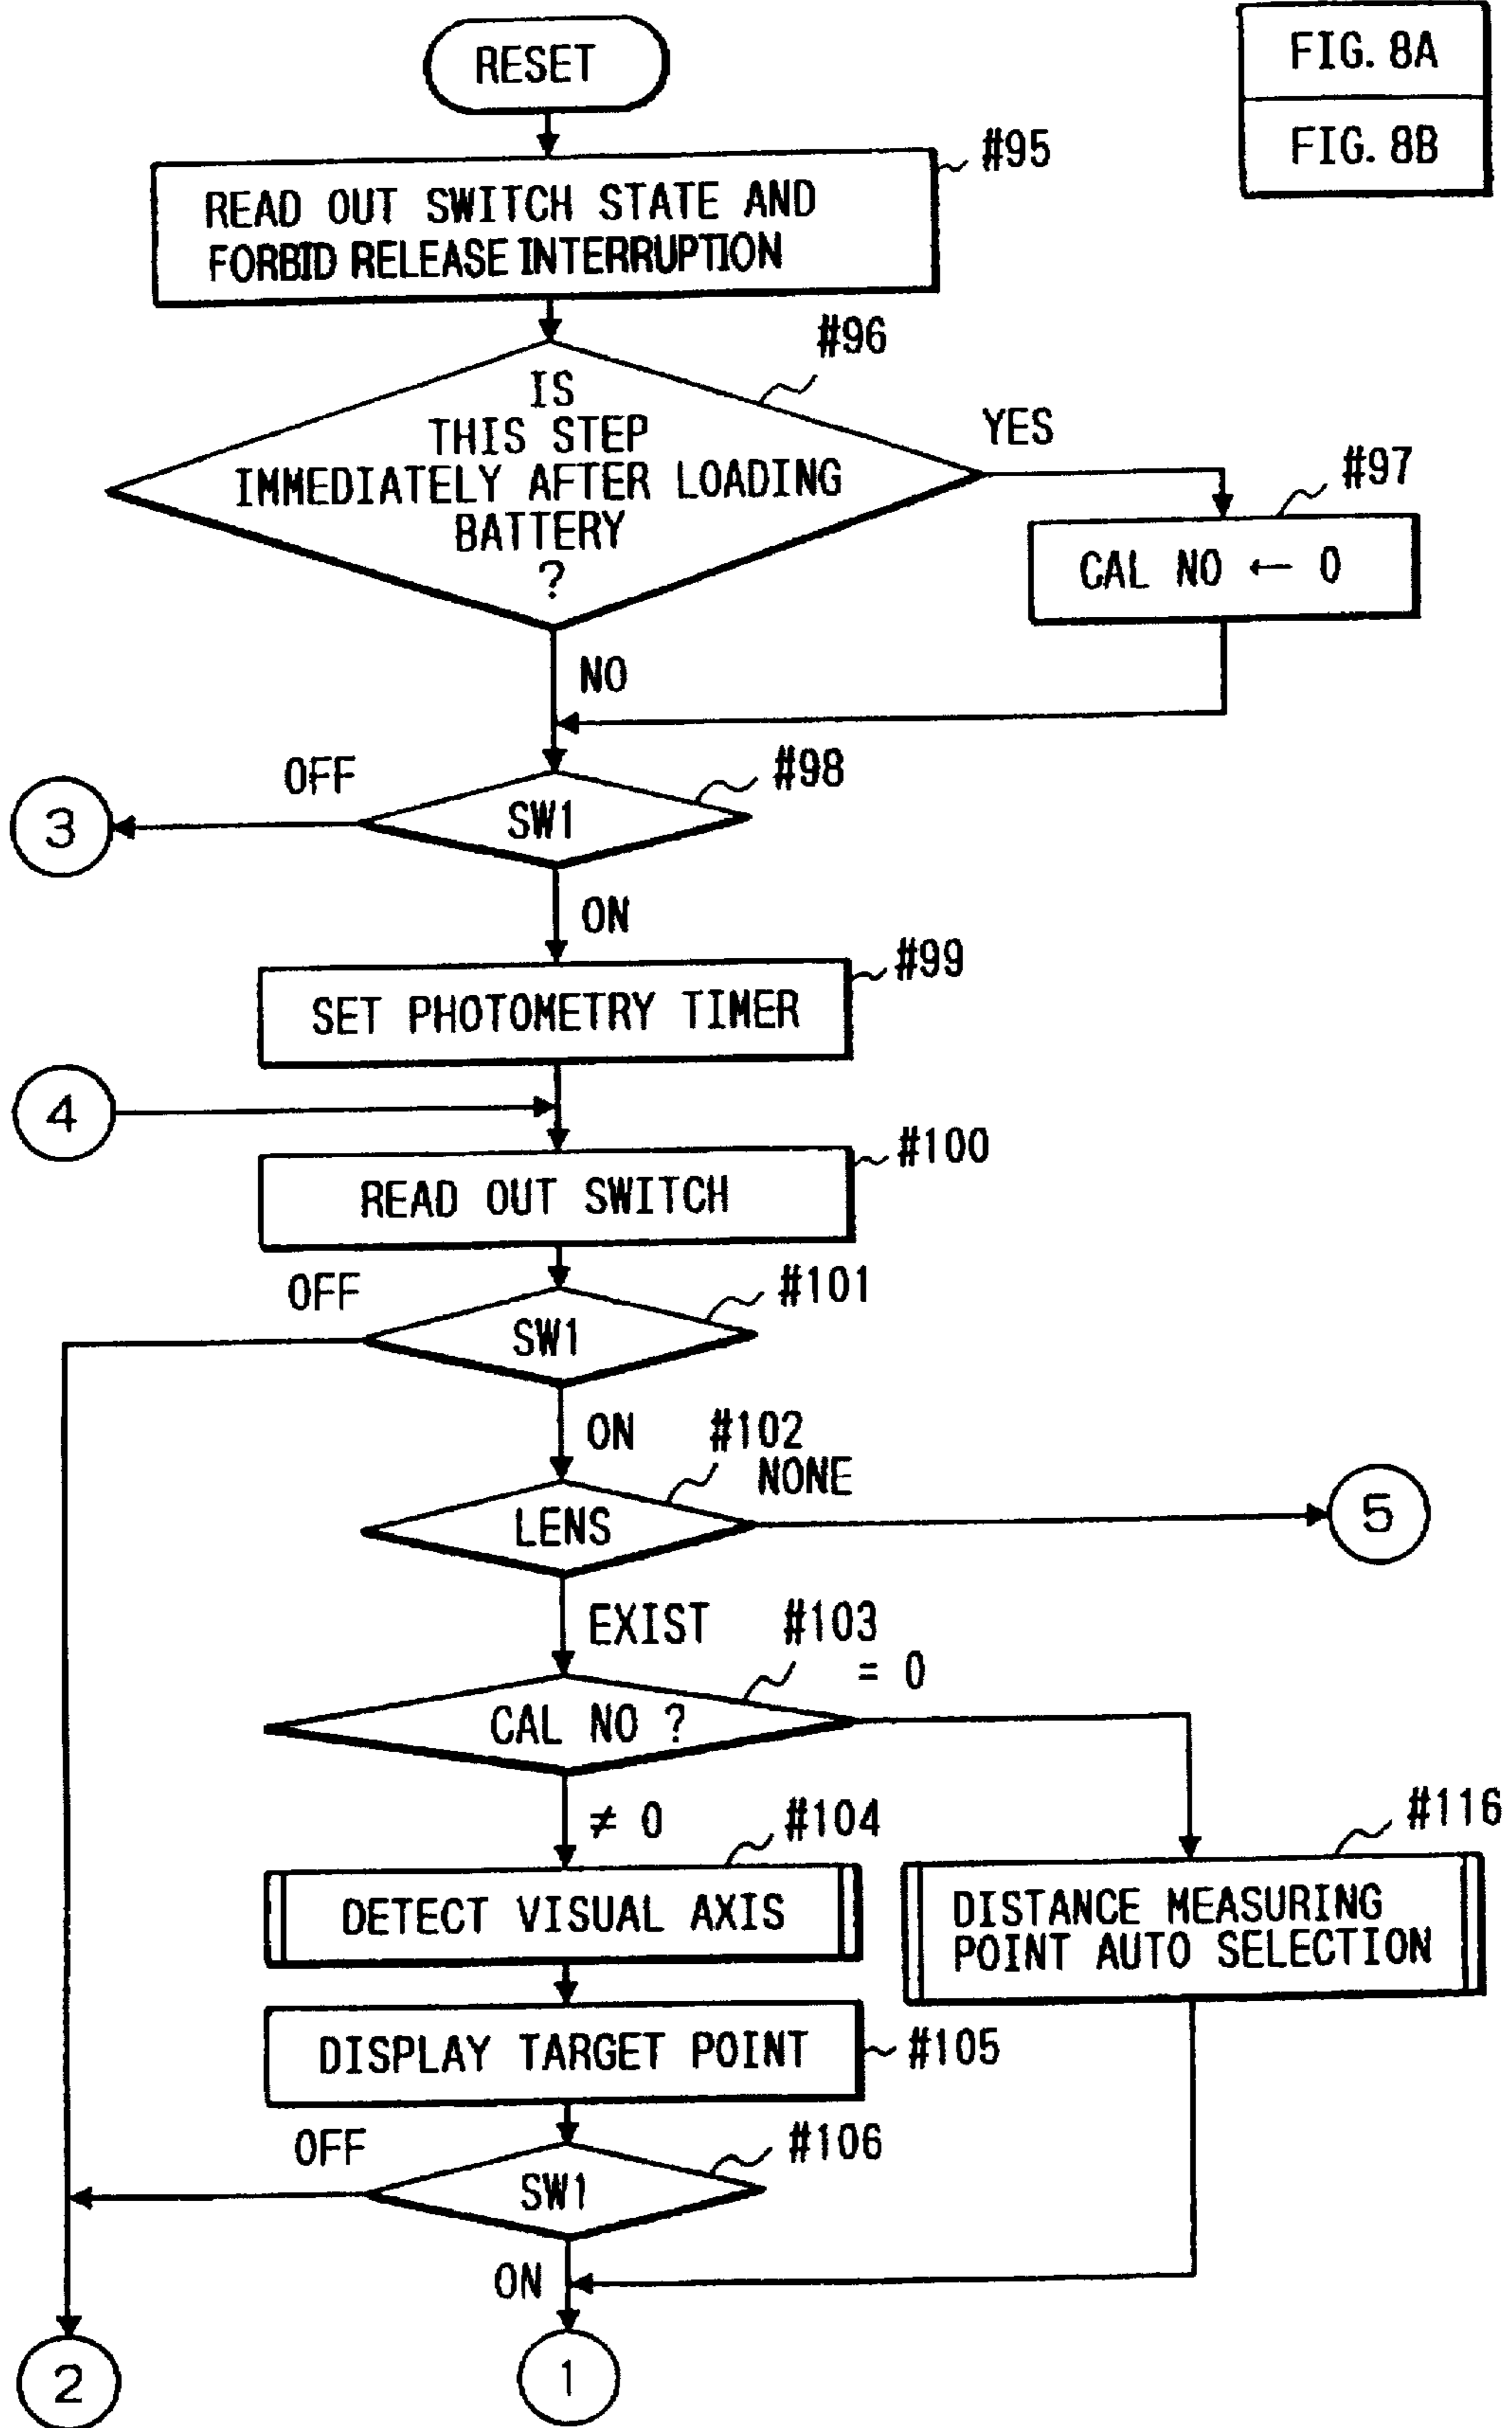 FIG. 8A
FIG. 8B
RESET
#95
READ OUT SWITCH STATE AND
FORBID RELEASE INTERRUPTION
#96
IS
THIS STEP
IMMEDIATELY AFTER LOADING
BATTERY
?
YES
#97
CAL NO ← 0
NO
#98
OFF
SW1
3
ON
#99
SET PHOTOMETRY TIMER
4
#100
READ OUT SWITCH
#101
OFF
SW1
ON
#102
NONE
LENS
5
EXIST
#103
= 0
CAL NO ?
≠ 0
#104
#116
DETECT VISUAL AXIS
DISTANCE MEASURING
POINT AUTO SELECTION
DISPLAY TARGET POINT
#105
#106
OFF
SW1
ON
2
1